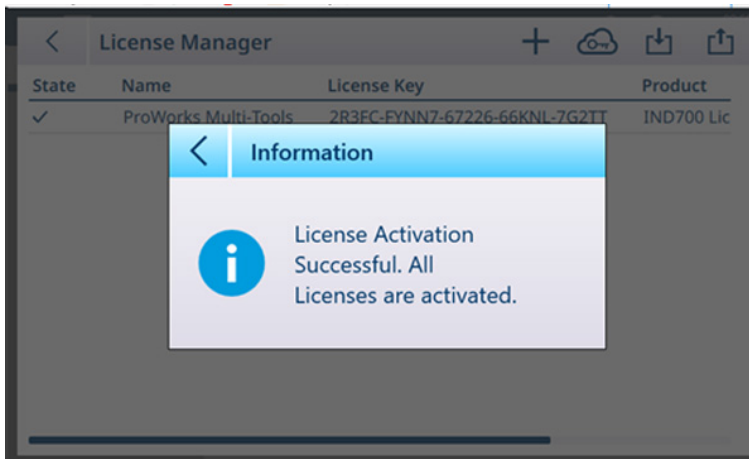 License Manager
State Name License Key Product
ProWorks Multi-Tools 2R3FC-FYNN7-67226-66KNL-7G2TT IND700 Lic
Information
License Activation
Successful. All
Licenses are activated.